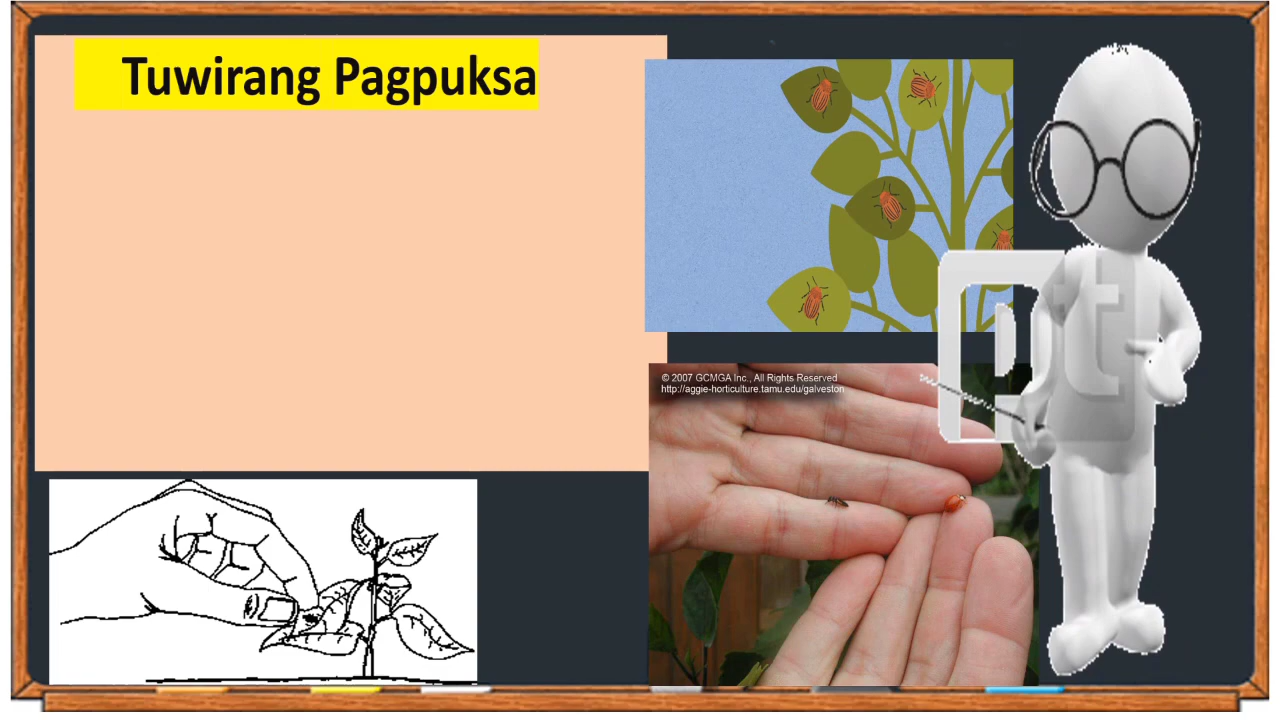 Tuwirang Pagpuksa
© 2007 GCMGA Inc., All Rights Reserved
http://aggie-horticulture.tamu.edu/galveston